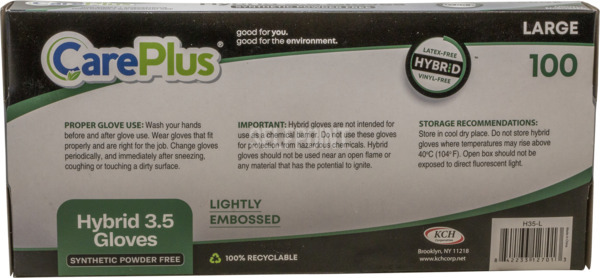 CarePlus®
good for you.
good for the environment.
LATEX-FREE
HYBRID
VINYL-FREE
LARGE
100
PROPER GLOVE USE: Wash your hands
before and after glove use. Wear gloves that fit
properly and are right for the job. Change gloves
periodically, and immediately after sneezing,
coughing or touching a dirty surface.
IMPORTANT: Hybrid gloves are not intended for
use as a chemical barrier. Do not use these gloves
for protection from hazardous chemicals. Hybrid
gloves should not be used near an open flame or
any material that has the potential to ignite.
STORAGE RECOMMENDATIONS:
Store in cool dry place. Do not store hybrid
gloves where temperatures may rise above
40°C (104°F). Open box should not be
exposed to direct fluorescent light.
Hybrid 3.5
Gloves
SYNTHETIC POWDER FREE
LIGHTLY
EMBOSSED
100% RECYCLABLE
KCH
Brooklyn, NY 11218
www.kchcorp.net
H35-L